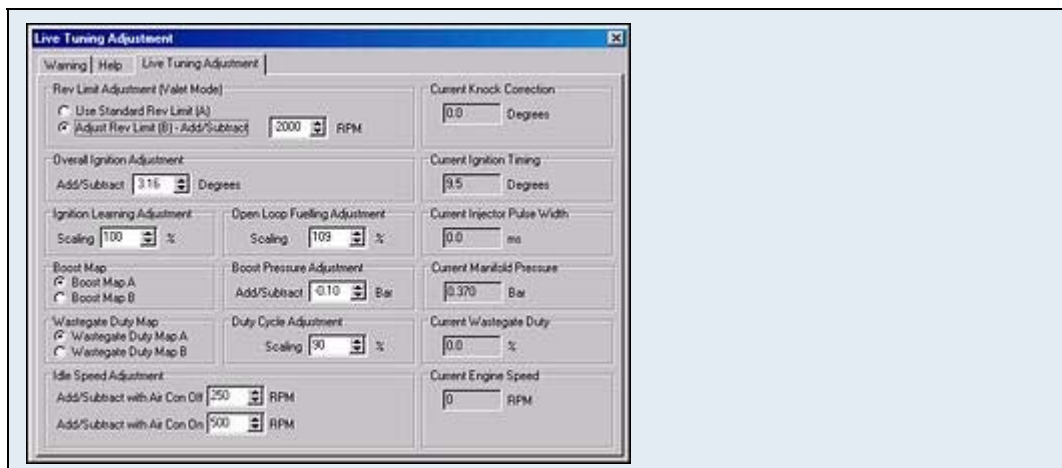 Live Tuning Adjustment
Warning Help Live Tuning Adjustment
Rev Limit Adjustment (Valet Mode)
Use Standard Rev Limit (A)
Adjust Rev Limit (B) - Add/Subtract 2000 RPM
Current Knock Correction
0.0 Degrees
Overall Ignition Adjustment
Add/Subtract 3.16 Degrees
Current Ignition Timing
9.5 Degrees
Ignition Learning Adjustment
Scaling 100 %
Open Loop Fuelling Adjustment
Scaling 109 %
Current Injector Pulse Width
0.0 ms
Boost Map
Boost Map A
Boost Map B
Boost Pressure Adjustment
Add/Subtract -0.10 Bar
Current Manifold Pressure
0.370 Bar
Wastegate Duty Map
Wastegate Duty Map A
Wastegate Duty Map B
Duty Cycle Adjustment
Scaling 90 %
Current Wastegate Duty
0.0 %
Idle Speed Adjustment
Add/Subtract with Air Con Off 250 RPM
Add/Subtract with Air Con On 500 RPM
Current Engine Speed
0 RPM